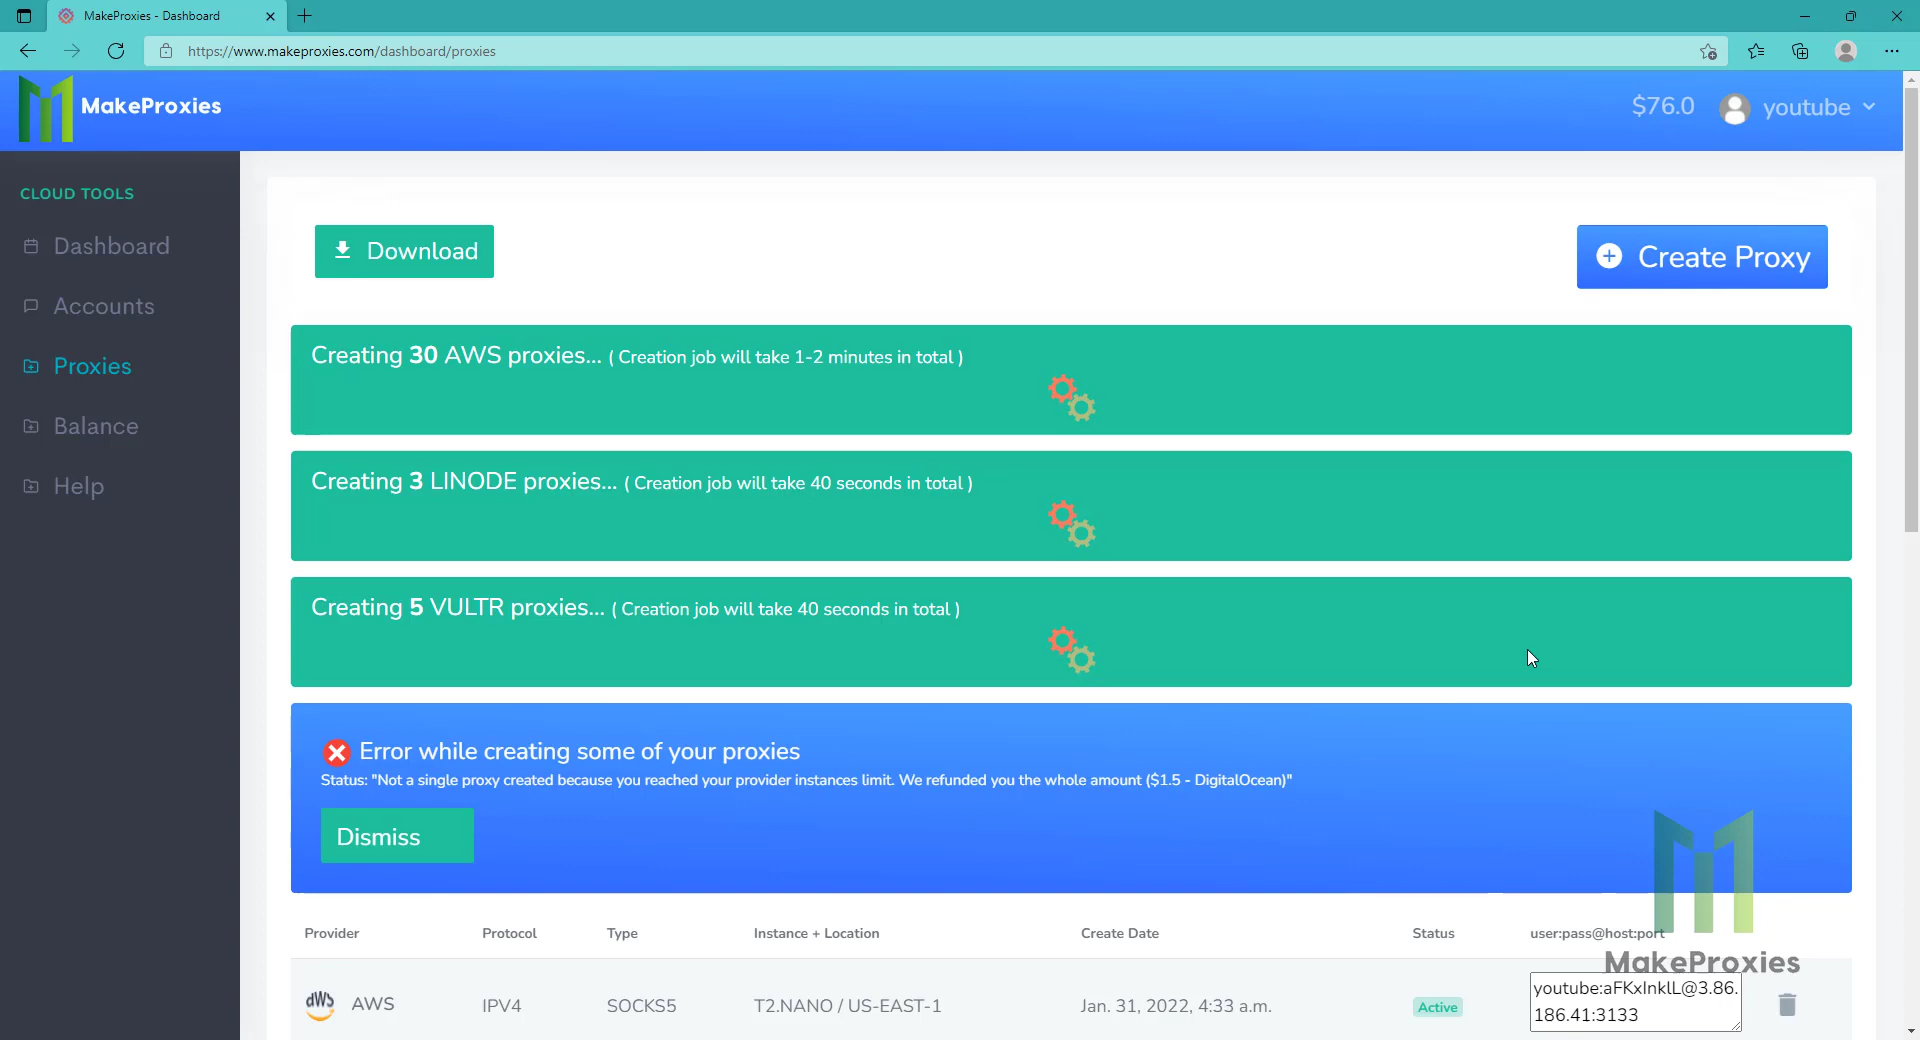 MakeProxies - Dashboard
https://www.makeproxies.com/dashboard/proxies
MakeProxies
$76.0
youtube
CLOUD TOOLS
Dashboard
Accounts
Proxies
Balance
Help
Download
Create Proxy
Creating 30 AWS proxies... ( Creation job will take 1-2 minutes in total )
Creating 3 LINODE proxies... ( Creation job will take 40 seconds in total )
Creating 5 VULTR proxies... ( Creation job will take 40 seconds in total )
Error while creating some of your proxies
Status: "Not a single proxy created because you reached your provider instances limit. We refunded you the whole amount ($1.5 - DigitalOcean)"
Dismiss
Provider Protocol Type Instance + Location Create Date Status user:pass@host:port
MakeProxies
aws AWS IPV4 SOCKS5 T2.NANO / US-EAST-1 Jan. 31, 2022, 4:33 a.m. Active
youtube:aFKxInklL@3.86.
186.41:3133